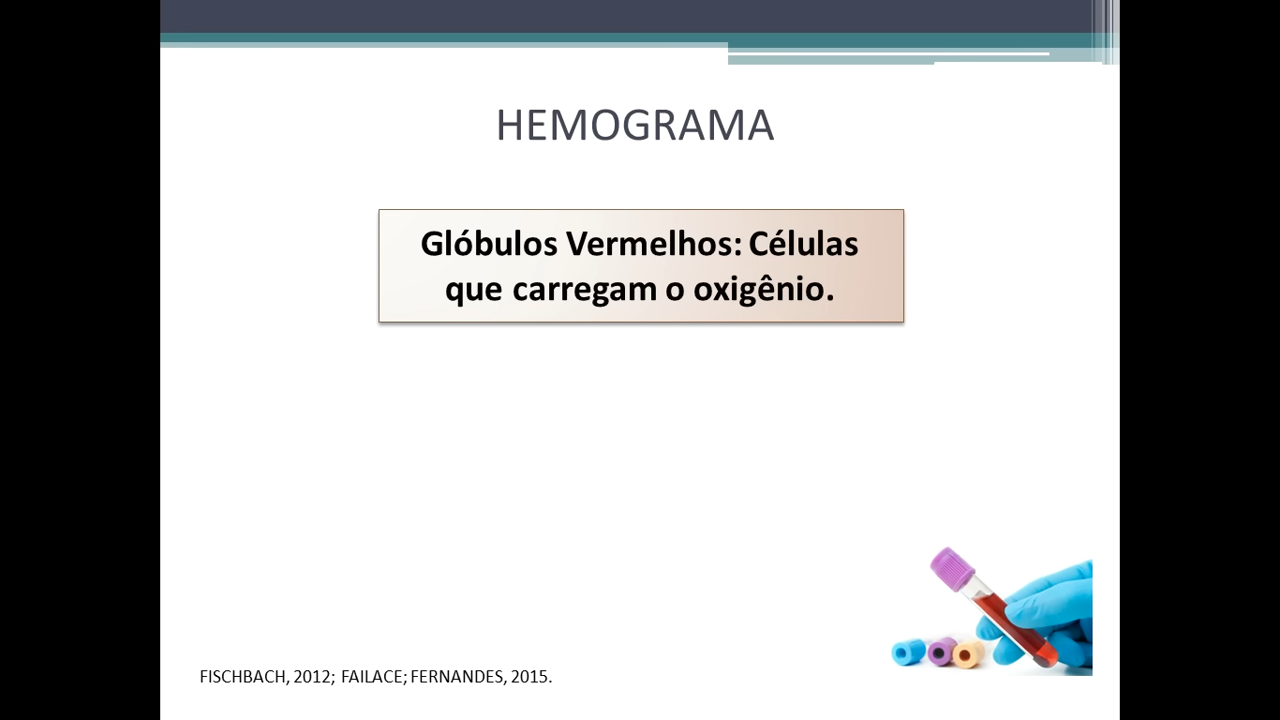 HEMOGRAMA
Glóbulos Vermelhos: Células
que carregam o oxigênio.
FISCHBACH, 2012; FAILACE; FERNANDES, 2015.